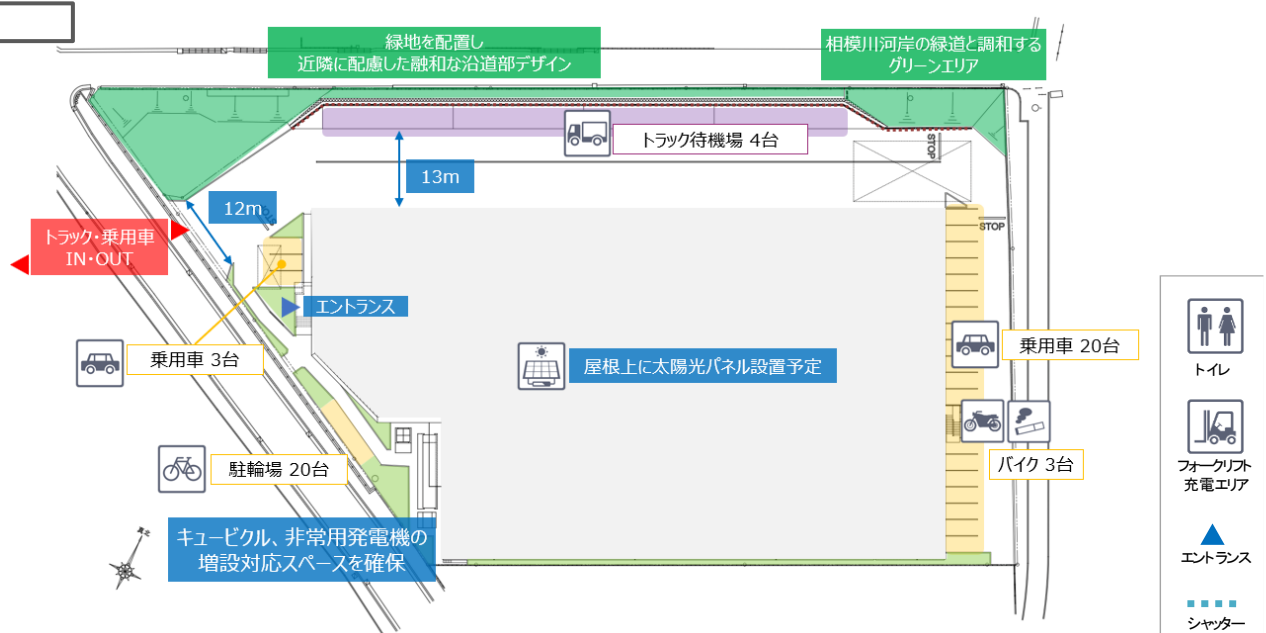 緑地を配置し
近隣に配慮した融和な沿道部デザイン
相模川河岸の緑道と調和する
グリーンエリア
トラック待機場 4台
STOP
13m
12m
STOP
トラック・乗用車
IN・OUT
エントランス
乗用車 3台
屋根上に太陽光パネル設置予定
乗用車 20台
駐輪場 20台
バイク 3台
キュービクル、非常用発電機の
増設対応スペースを確保
トイレ
フォークリフト
充電エリア
エントランス
シャッター